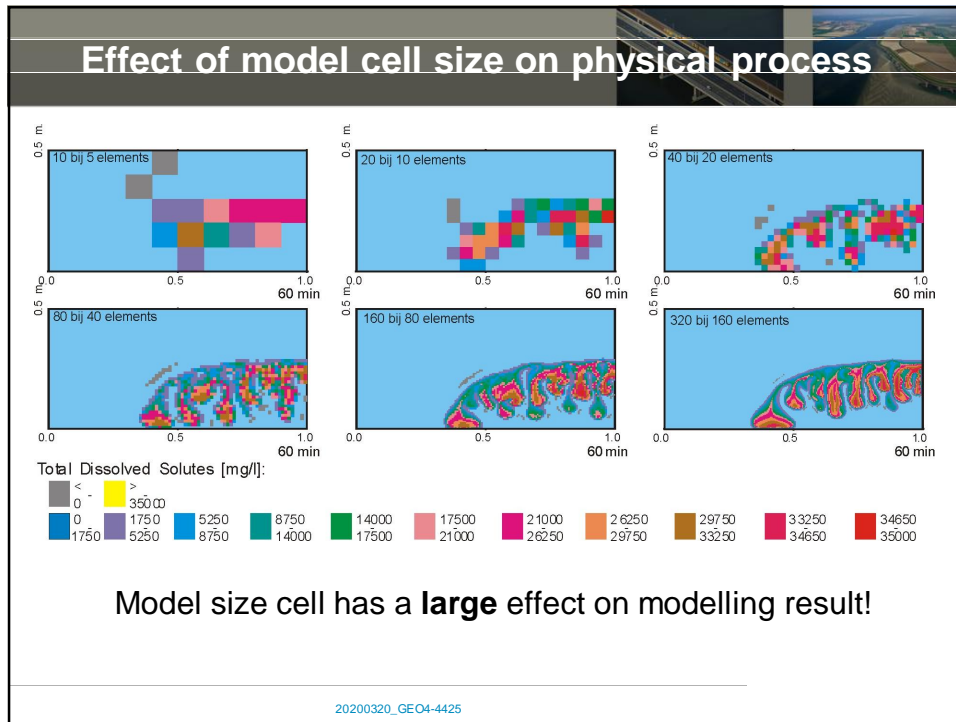 Effect of model cell size on physical process
0.5 m.
10 bij 5 elements
0.0
0.5
1.0
60 min
0.5 m.
20 bij 10 elements
0.0
0.5
1.0
60 min
0.5 m.
40 bij 20 elements
0.0
0.5
1.0
60 min
0.5 m.
80 bij 40 elements
0.0
0.5
1.0
60 min
0.5 m.
160 bij 80 elements
0.0
0.5
1.0
60 min
0.5 m.
320 bij 160 elements
0.0
0.5
1.0
60 min
Total Dissolved Solutes [mg/l]:
< - 0
> - 35000
0 - 1750
1750 - 5250
5250 - 8750
8750 - 14000
14000 - 17500
17500 - 21000
21000 - 26250
26250 - 29750
29750 - 33250
33250 - 34650
34650 - 35000
Model size cell has a large effect on modelling result!
20200320_GEO4-4425